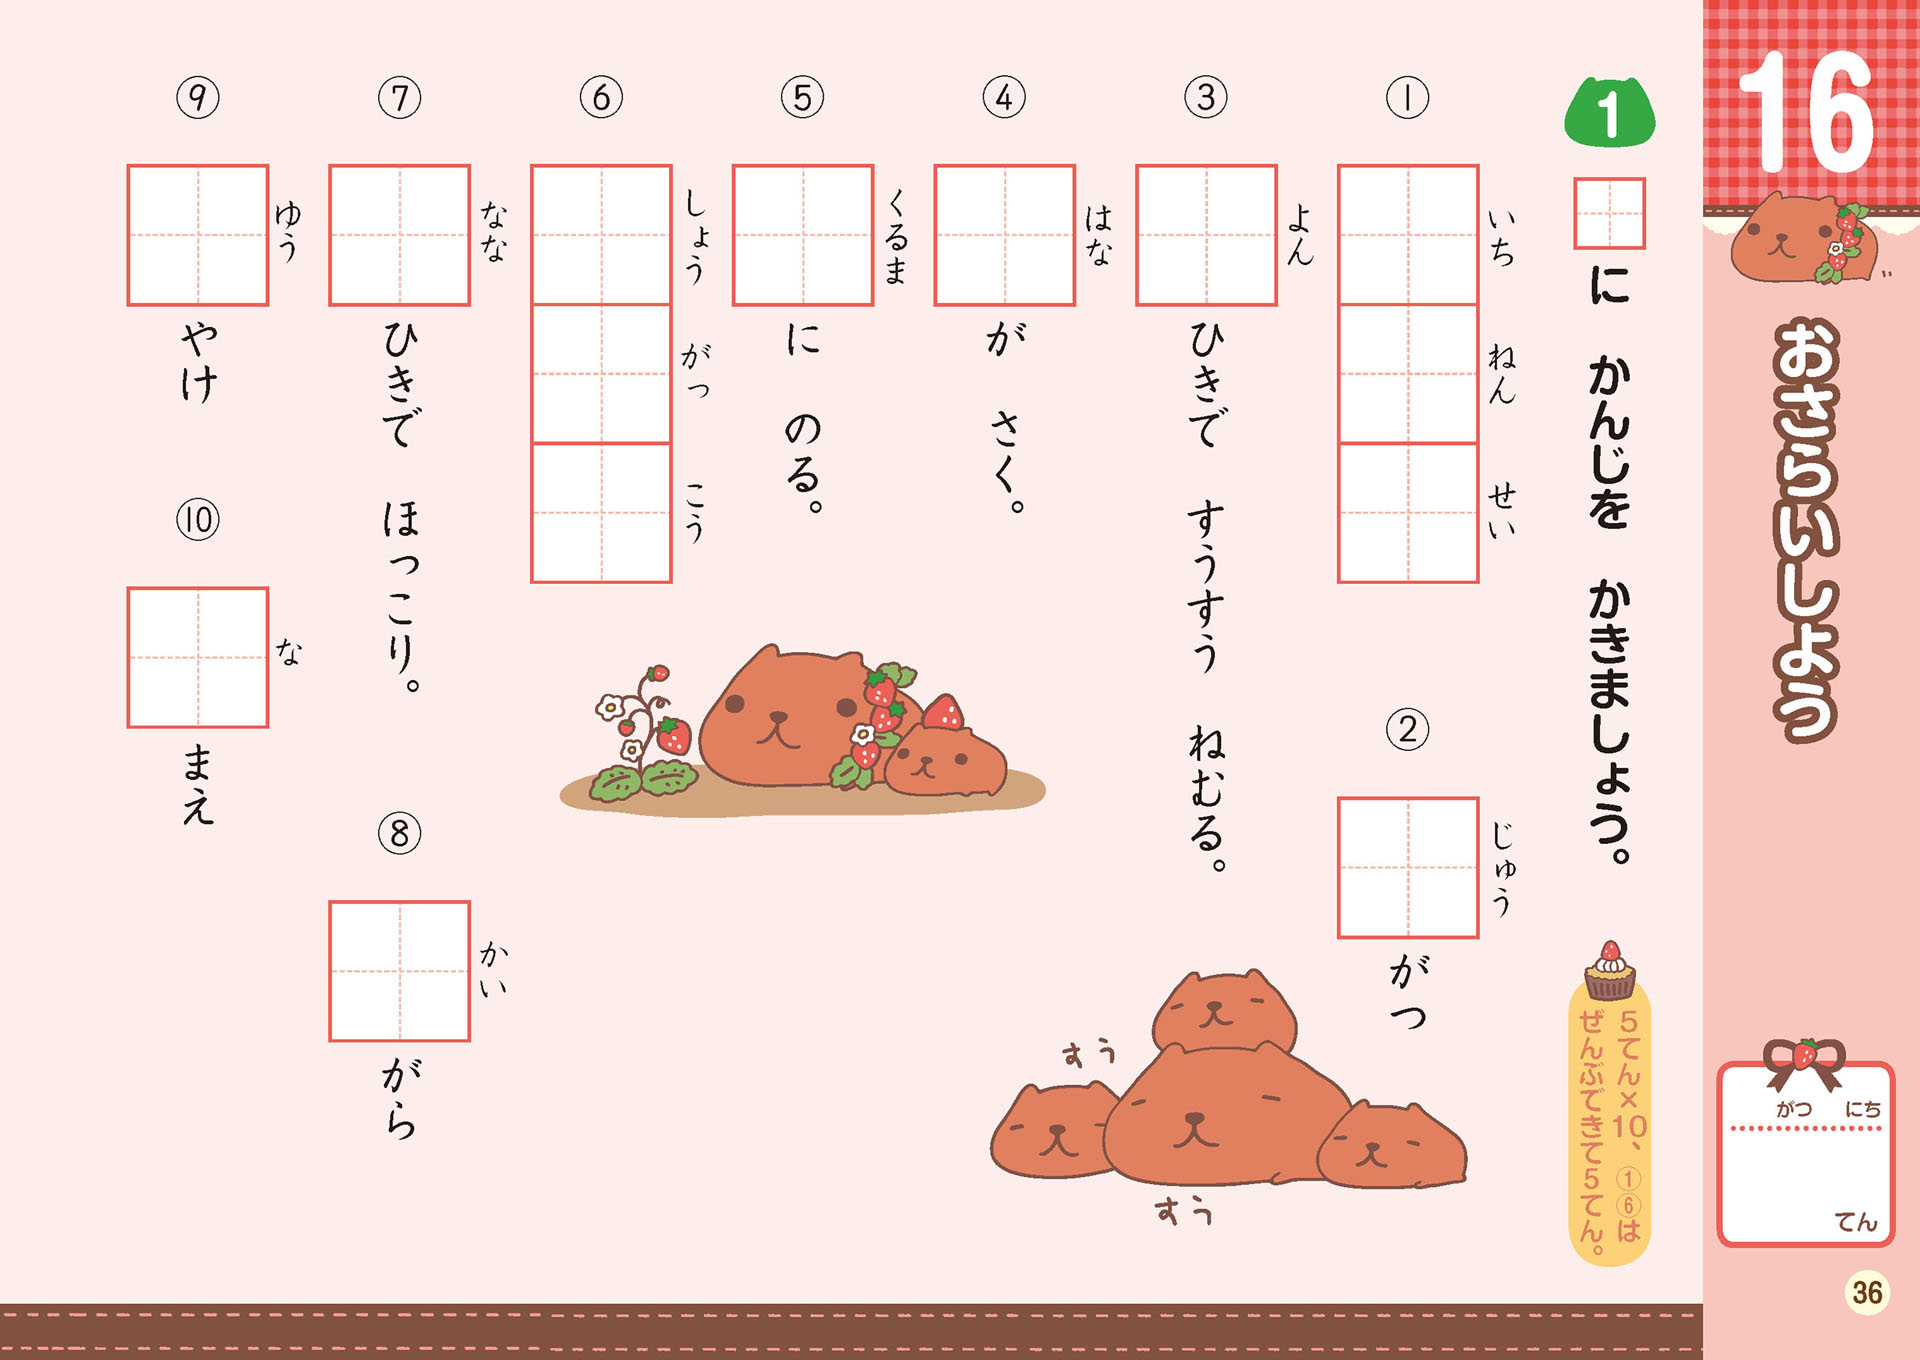 16
おさらいしよう
がつ にち
てん
36
1
に かんじを かきましょう。
5てん×10、①⑥は
ぜんぶできて5てん。
①
いち ねん せい
②
じゅう
がつ
③
よん
ひきで すうすう ねむる。
④
はな
が さく。
⑤
くるま
に のる。
⑥
しょう がっ こう
⑦
なな
ひきで ほっこり。
⑧
かい
がら
⑨
ゆう
やけ
⑩
な
まえ
すう
すう